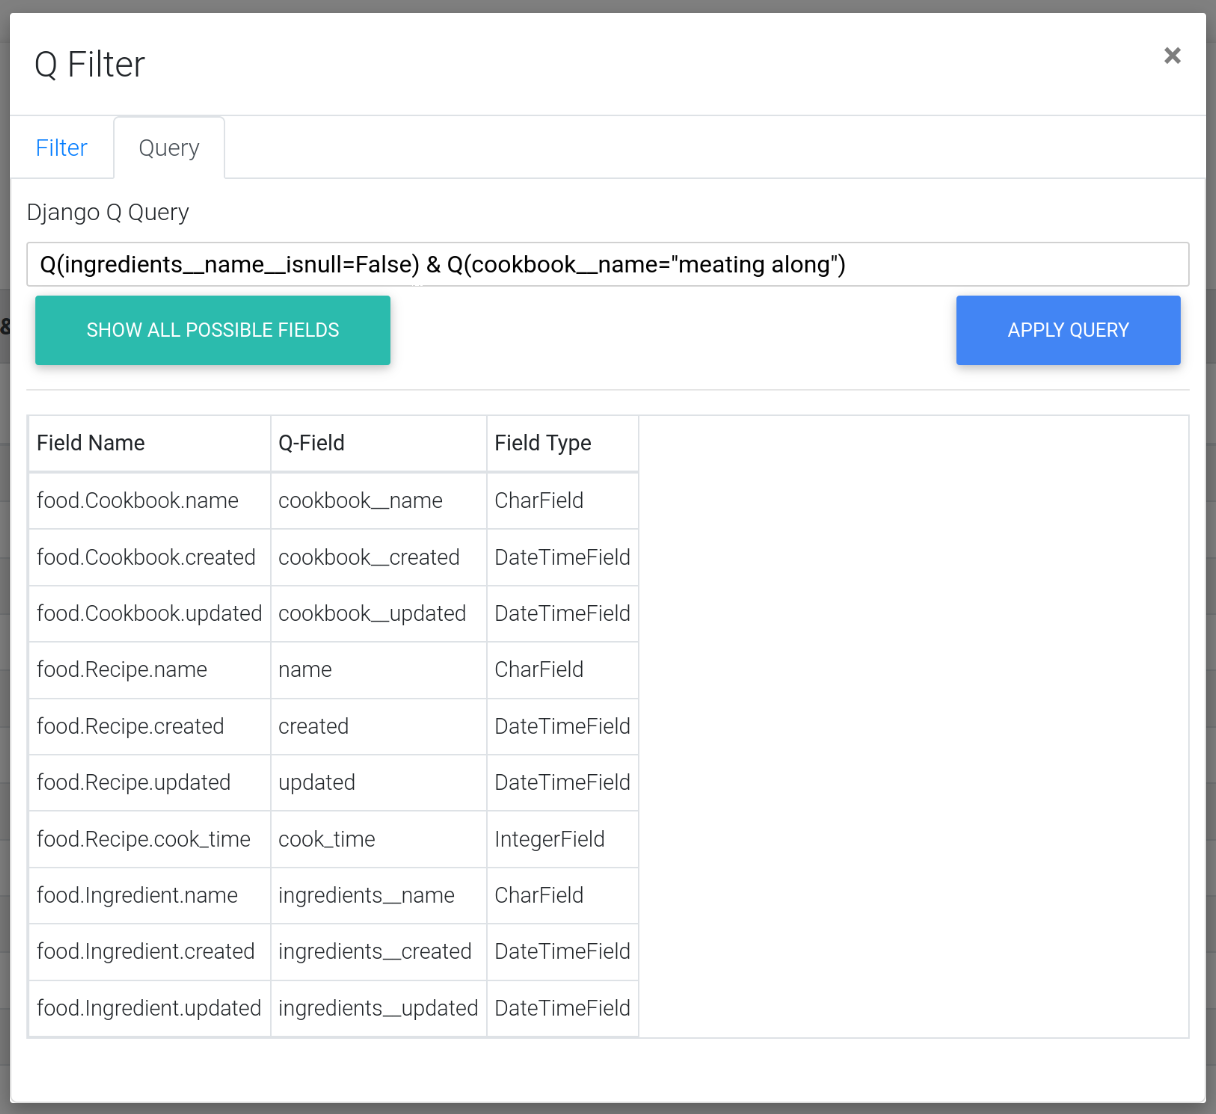 Q Filter ×
Filter Query
Django Q Query
Q(ingredients__name__isnull=False) & Q(cookbook__name="meating along")
&
SHOW ALL POSSIBLE FIELDS APPLY QUERY
Field Name Q-Field Field Type
food.Cookbook.name cookbook__name CharField
food.Cookbook.created cookbook__created DateTimeField
food.Cookbook.updated cookbook__updated DateTimeField
food.Recipe.name name CharField
food.Recipe.created created DateTimeField
food.Recipe.updated updated DateTimeField
food.Recipe.cook_time cook_time IntegerField
food.Ingredient.name ingredients__name CharField
food.Ingredient.created ingredients__created DateTimeField
food.Ingredient.updated ingredients__updated DateTimeField